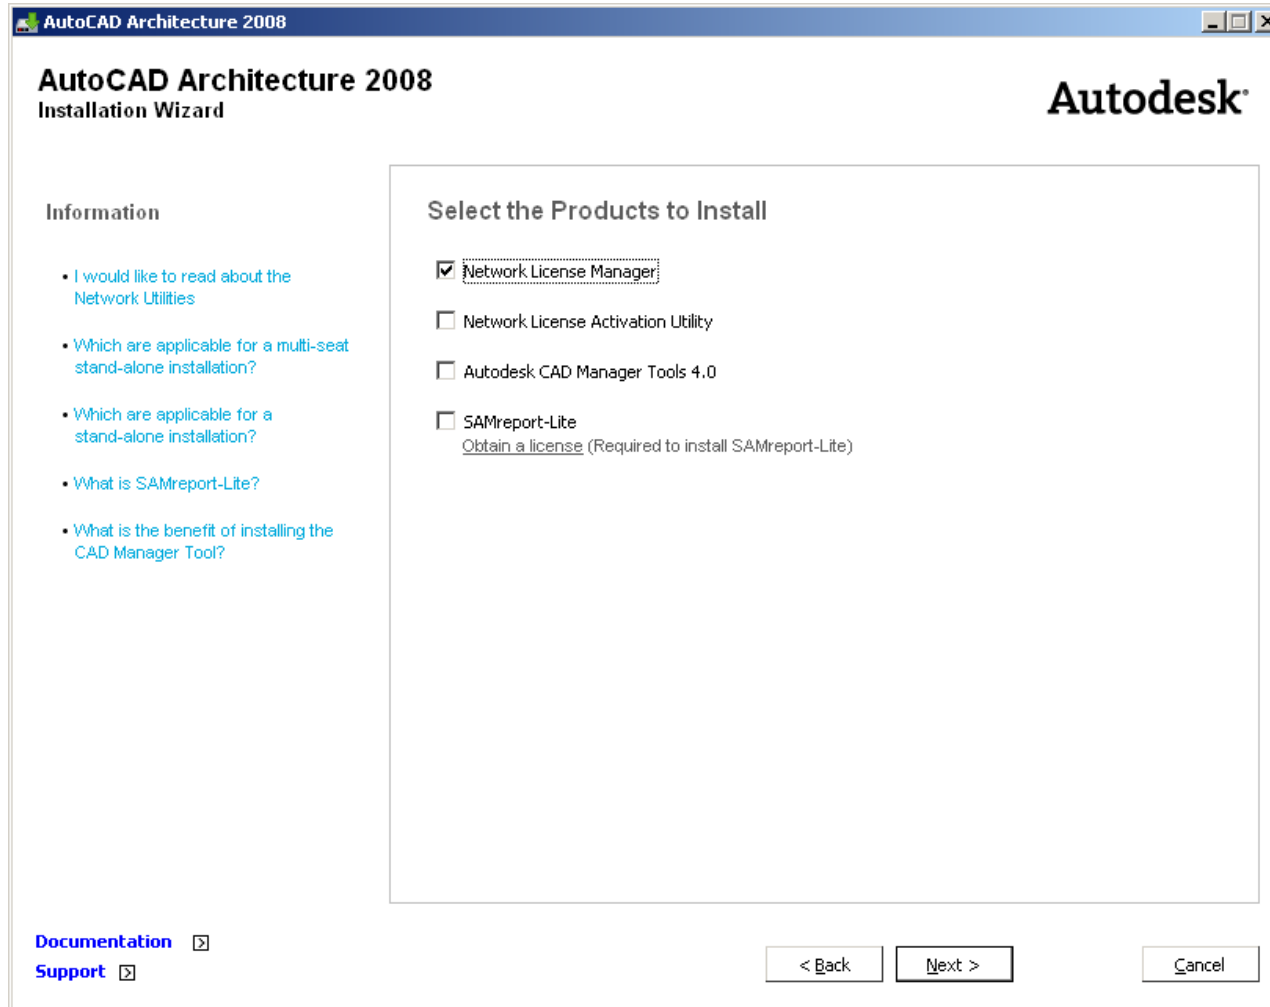 AutoCAD Architecture 2008
AutoCAD Architecture 2008
Installation Wizard
Autodesk®
Information
• I would like to read about the
Network Utilities
• Which are applicable for a multi-seat
stand-alone installation?
• Which are applicable for a
stand-alone installation?
• What is SAMreport-Lite?
• What is the benefit of installing the
CAD Manager Tool?
Select the Products to Install
Network License Manager
Network License Activation Utility
Autodesk CAD Manager Tools 4.0
SAMreport-Lite
Obtain a license (Required to install SAMreport-Lite)
Documentation
Support
< Back
Next >
Cancel